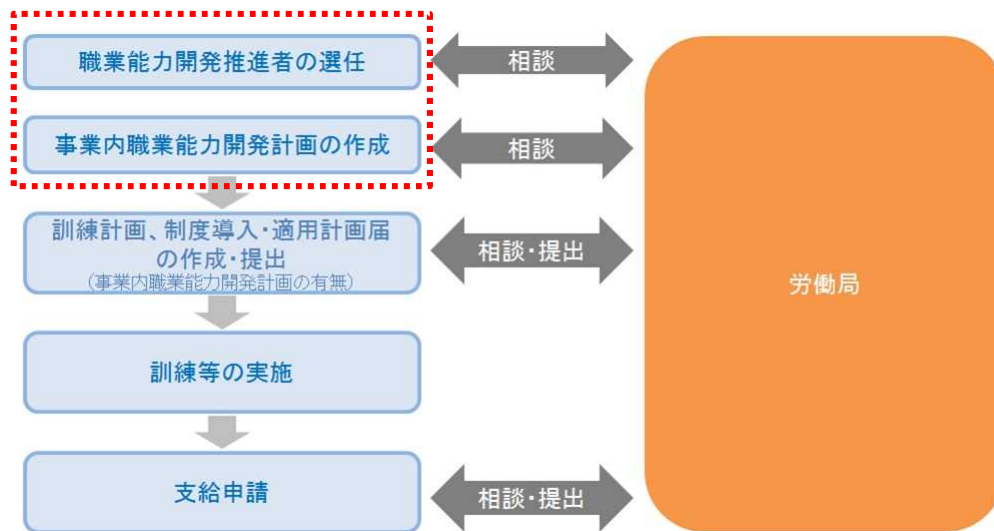 職業能力開発推進者の選任
相談
事業内職業能力開発計画の作成
相談
訓練計画、制度導入・適用計画届
の作成・提出
(事業内職業能力開発計画の有無)
相談・提出
労働局
訓練等の実施
支給申請
相談・提出